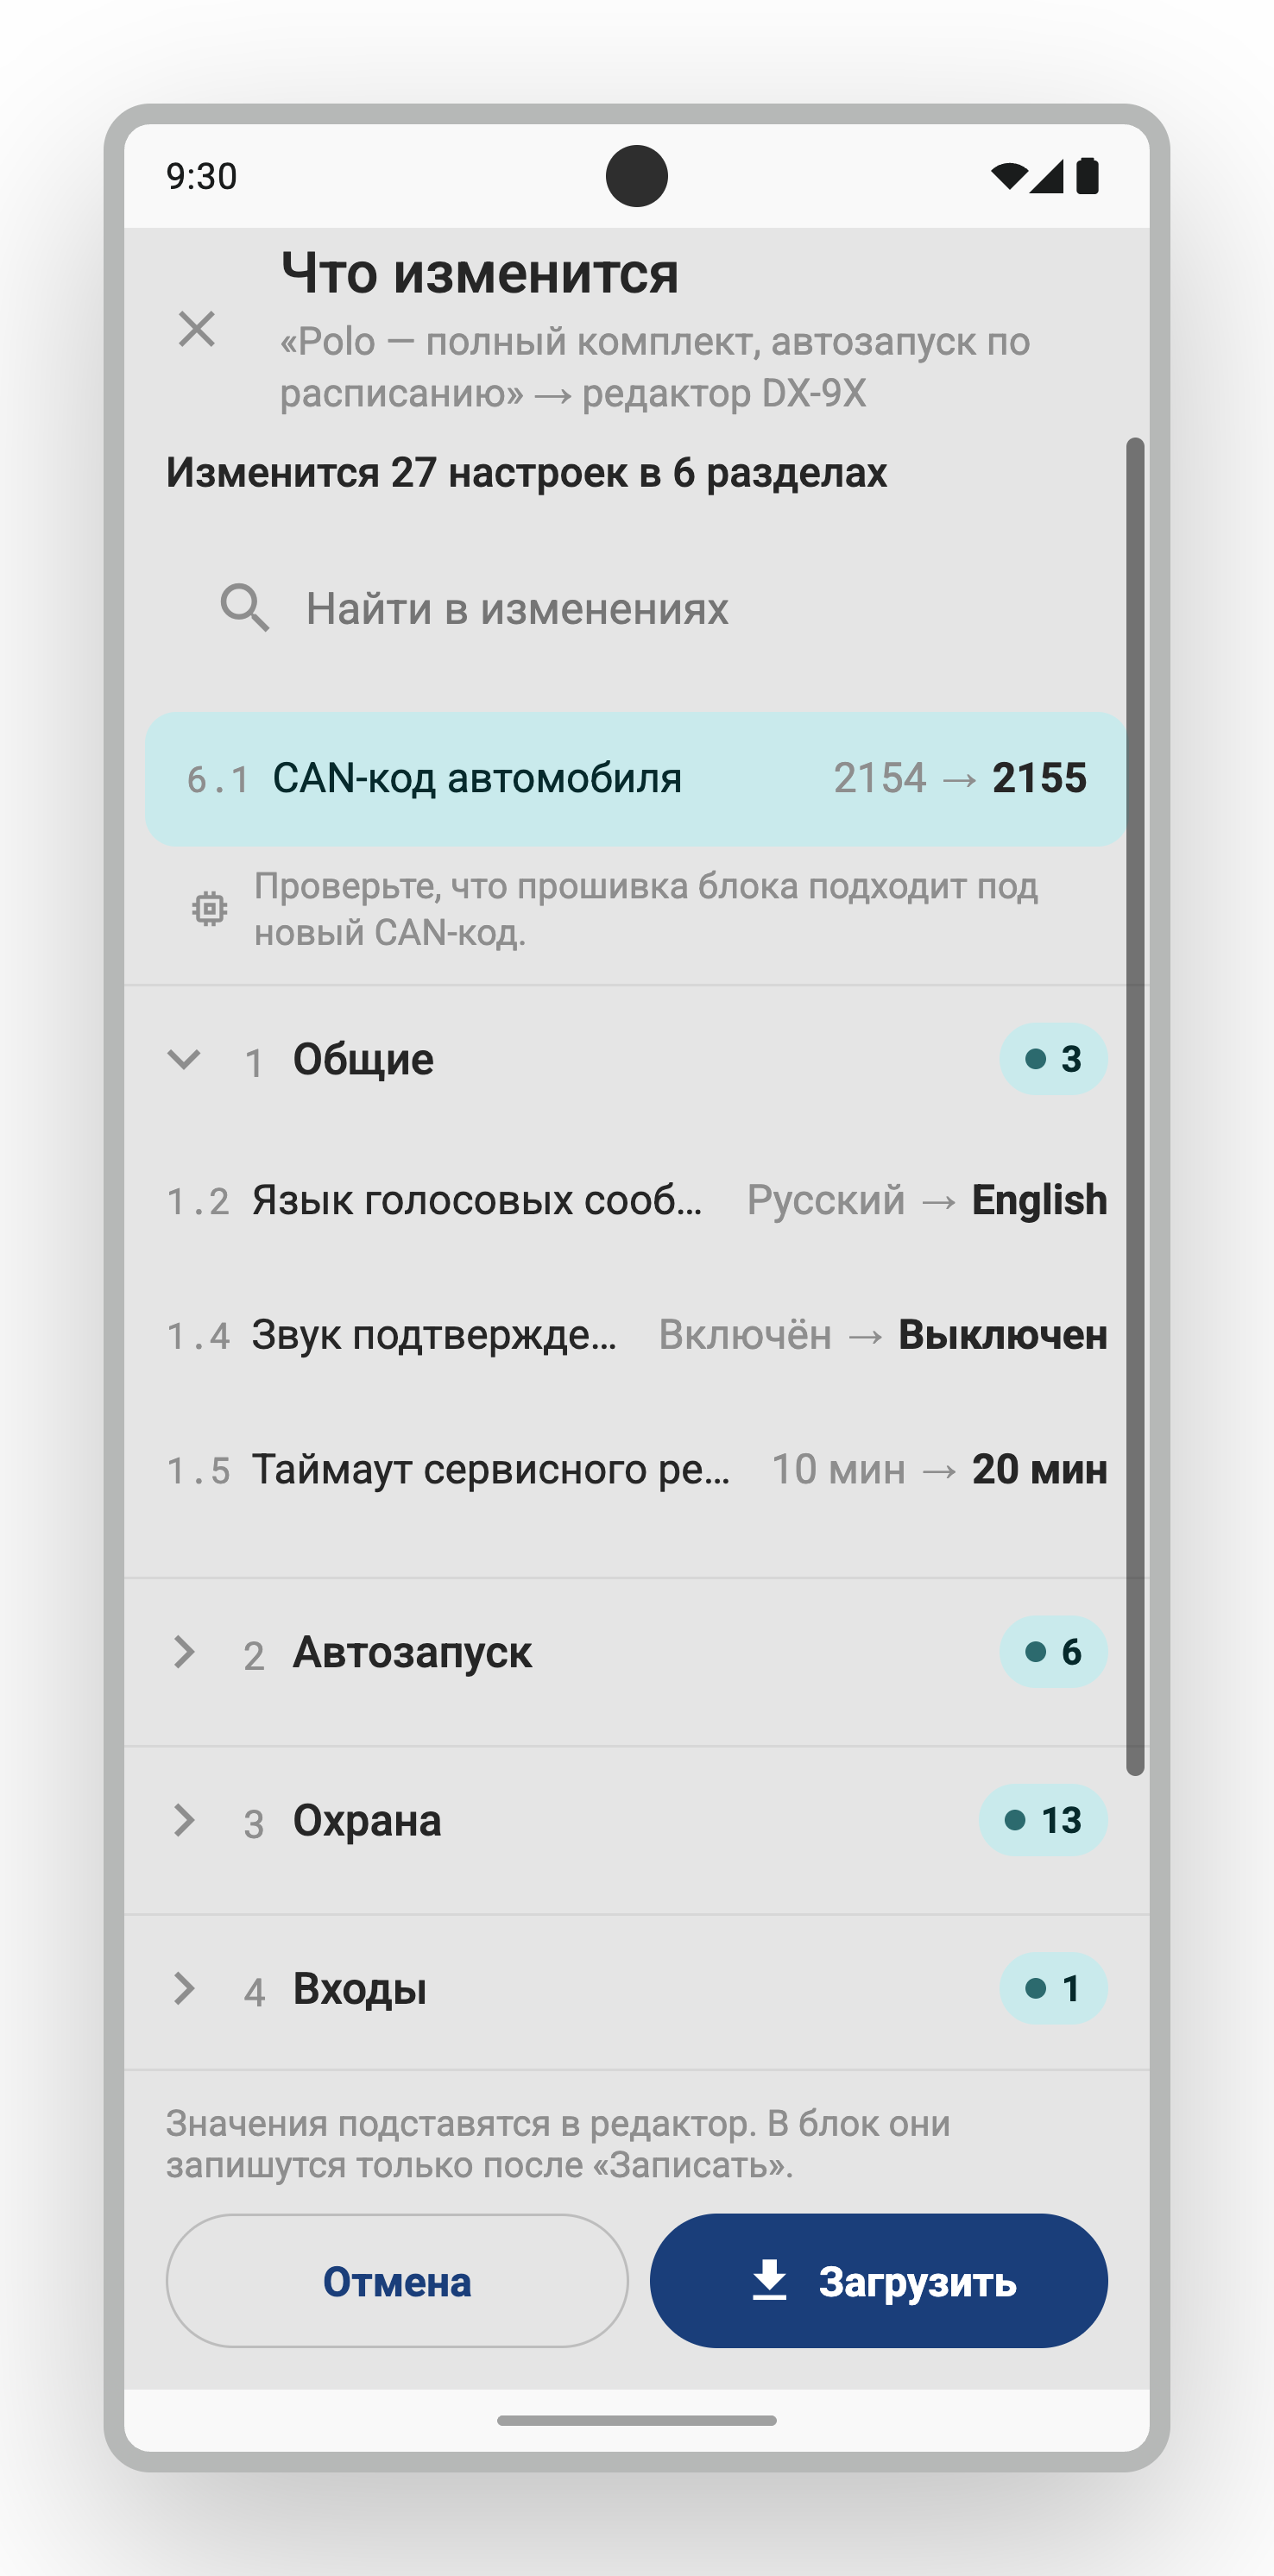 9:30
Что изменится
«Polo — полный комплект, автозапуск по
расписанию» → редактор DX-9X
Изменится 27 настроек в 6 разделах
Найти в изменениях
6.1 CAN-код автомобиля 2154 → 2155
Проверьте, что прошивка блока подходит под
новый CAN-код.
1 Общие 3
1.2 Язык голосовых сооб… Русский → English
1.4 Звук подтвержде… Включён → Выключен
1.5 Таймаут сервисного ре… 10 мин → 20 мин
2 Автозапуск 6
3 Охрана 13
4 Входы 1
Значения подставятся в редактор. В блок они
запишутся только после «Записать».
Отмена Загрузить